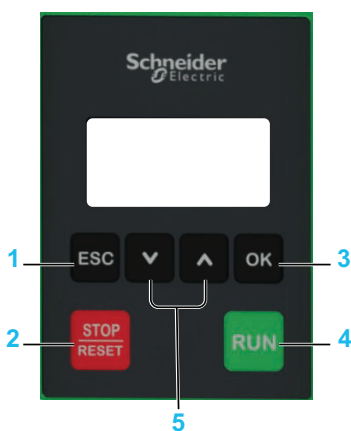 Schneider
Electric
ESC
OK
1
3
STOP
RESET
RUN
2
4
5